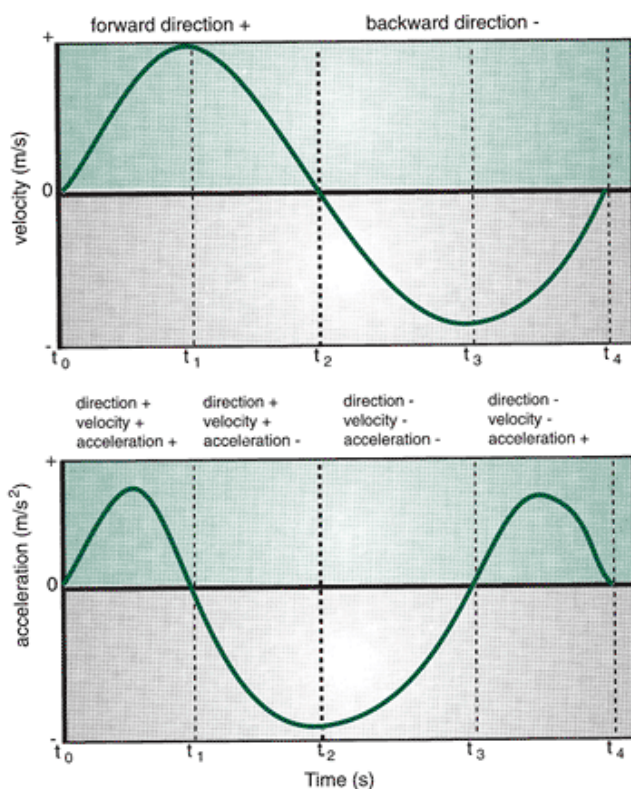 forward direction +
backward direction -
+
velocity (m/s)
0
-
t0 t1 t2 t3 t4
direction + direction + direction - direction -
velocity + velocity + velocity - velocity -
acceleration + acceleration - acceleration - acceleration +
+
acceleration (m/s²)
0
-
t0 t1 t2 t3 t4
Time (s)